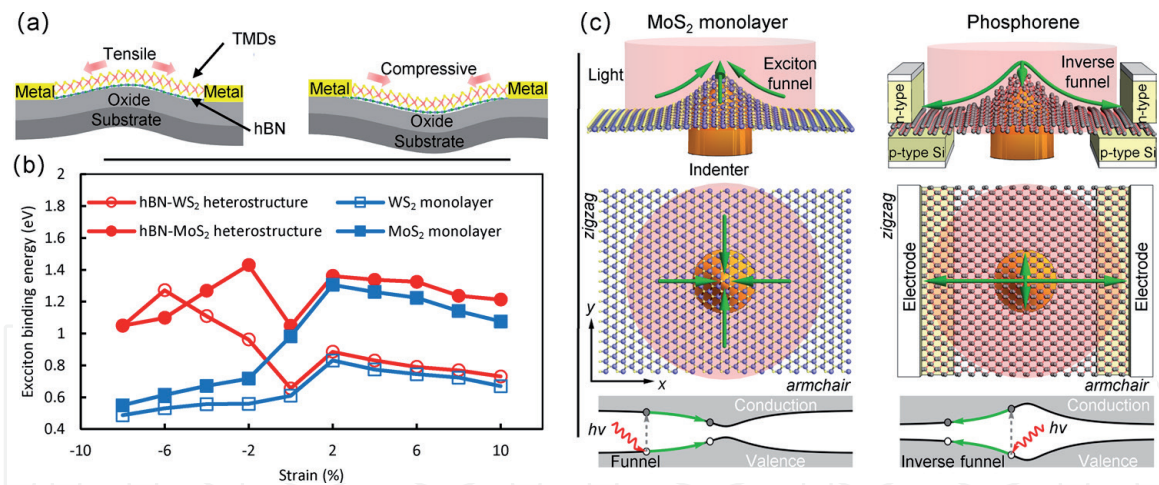 (a)
Tensile
TMDs
Metal
Metal
Oxide
Substrate
hBN
Compressive
Metal
Metal
Oxide
Substrate
(b)
Exciton binding energy (eV)
2
1.8
1.6
1.4
1.2
1
0.8
0.6
0.4
hBN-WS₂ heterostructure
WS₂ monolayer
hBN-MoS₂ heterostructure
MoS₂ monolayer
-10
-6
-2
2
6
10
Strain (%)
(c)
MoS₂ monolayer
Phosphorene
Light
Exciton
funnel
Inverse
funnel
n-type
p-type Si
p-type Si
Indenter
zigzag
y
x
armchair
zigzag
Electrode
Electrode
armchair
Conduction
hν
Funnel
Valence
Conduction
hν
Inverse funnel
Valence